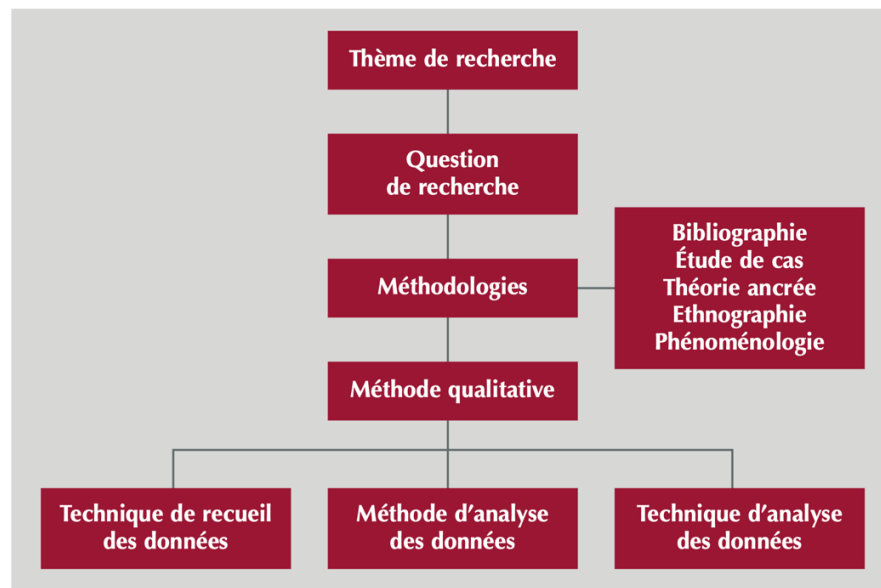 Thème de recherche
Question
de recherche
Méthodologies
Bibliographie
Étude de cas
Théorie ancrée
Ethnographie
Phénoménologie
Méthode qualitative
Technique de recueil
des données
Méthode d'analyse
des données
Technique d'analyse
des données